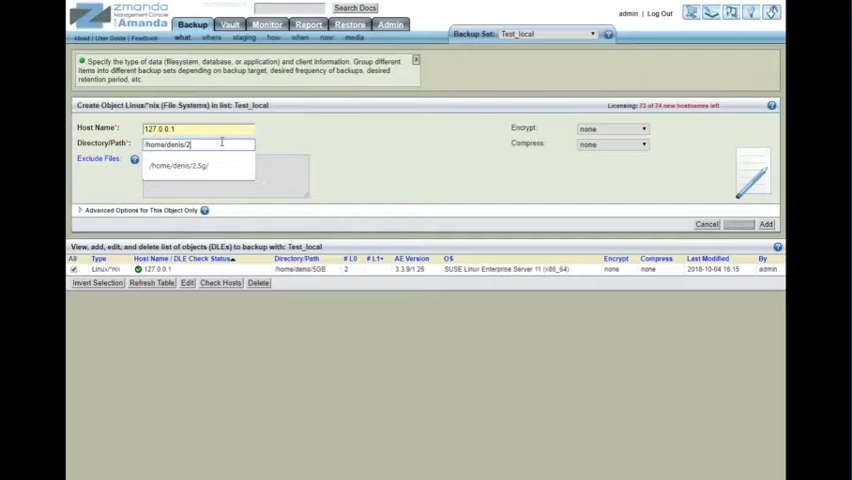 zmanda
Management Console
for Amanda
Search Docs
admin | Log Out
Backup Vault Monitor Report Restore Admin
About | User Guide | Feedback
what where staging how when now media
Backup Set: Test_local
Specify the type of data (filesystem, database, or application) and client information. Group different
items into different backup sets depending on backup target, desired frequency of backups, desired
retention period, etc.
x
Create Object Linux/*nix (File Systems) in list: Test_local
Licensing: 73 of 74 new hostnames left
Host Name*: 127.0.0.1
Encrypt: none
Directory/Path*: /home/denis/2
Compress: none
Exclude Files:
/home/denis/2.5g/
Advanced Options for This Object Only
Cancel
Add
View, add, edit, and delete list of objects (DLEs) to backup with: Test_local
All Type Host Name / DLE Check Status Directory/Path # L0 # L1+ AE Version OS Encrypt Compress Last Modified By
Linux/*nix 127.0.0.1 /home/denis/5GB 2 3.3.9/1.26 SUSE Linux Enterprise Server 11 (x86_64) none none 2016-10-04 16:15 admin
Invert Selection Refresh Table Edit Check Hosts Delete